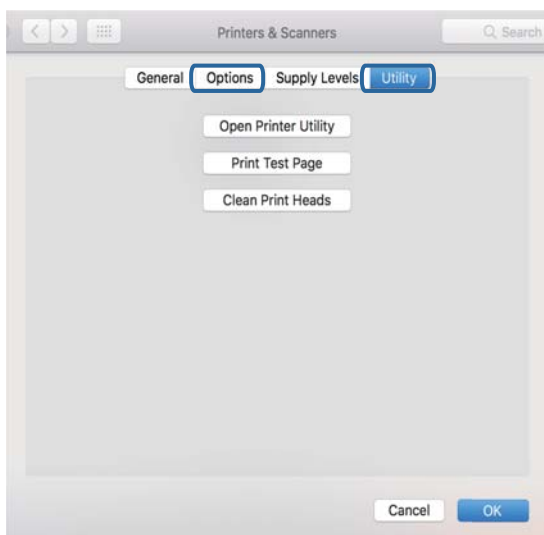 Printers & Scanners
Search
General Options Supply Levels Utility
Open Printer Utility
Print Test Page
Clean Print Heads
Cancel OK